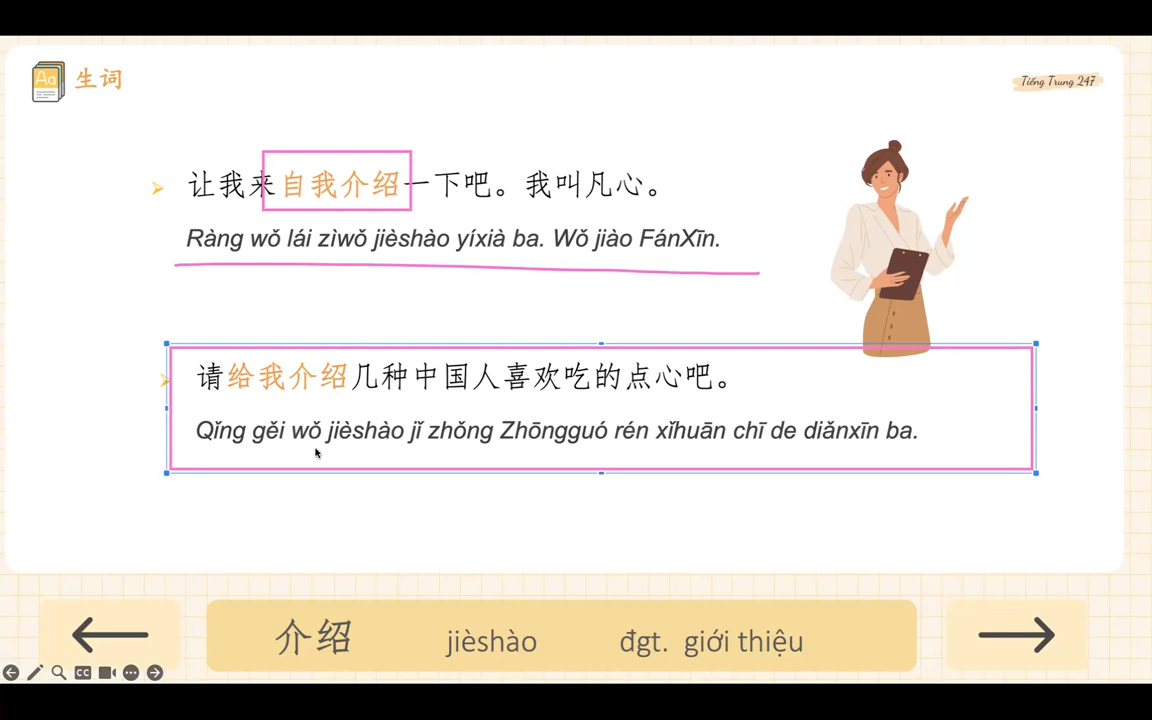 Aa 生词
Tiếng Trung 247
让我来自我介绍一下吧。我叫凡心。
Ràng wǒ lái zìwǒ jièshào yíxià ba. Wǒ jiào FánXīn.
请给我介绍几种中国人喜欢吃的点心吧。
Qǐng gěi wǒ jièshào jǐ zhǒng Zhōngguó rén xǐhuān chī de diǎnxīn ba.
介绍 jièshào đgt. giới thiệu
CC